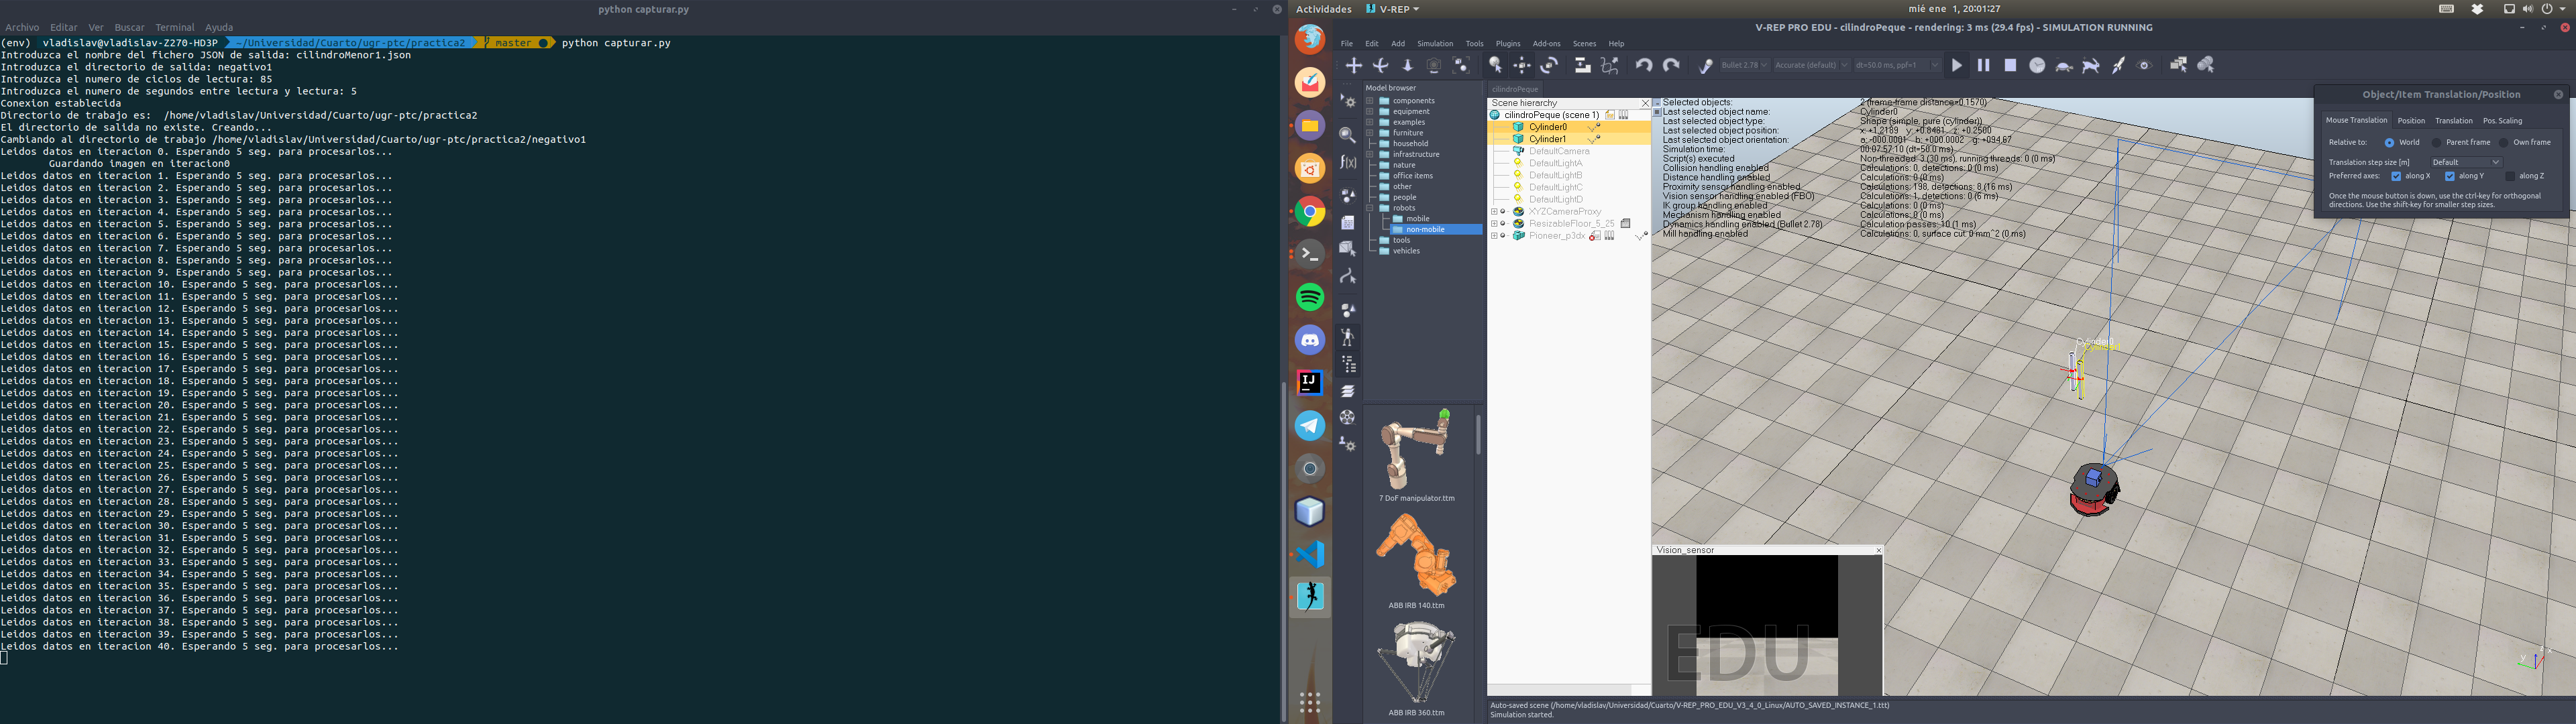 python capturar.py
Archivo Editar Ver Buscar Terminal Ayuda
(env) vladislav@vladislav-Z270-HD3P ~/Universidad/Cuarto/ugr-ptc/practica2 master python capturar.py
Introduzca el nombre del fichero JSON de salida: cilindroMenor1.json
Introduzca el directorio de salida: negativo1
Introduzca el numero de ciclos de lectura: 85
Introduzca el numero de segundos entre lectura y lectura: 5
Conexion establecida
Directorio de trabajo es: /home/vladislav/Universidad/Cuarto/ugr-ptc/practica2
El directorio de salida no existe. Creando...
Cambiando al directorio de trabajo /home/vladislav/Universidad/Cuarto/ugr-ptc/practica2/negativo1
Leidos datos en iteracion 0. Esperando 5 seg. para procesarlos...
Guardando imagen en iteracion0
Leidos datos en iteracion 1. Esperando 5 seg. para procesarlos...
Leidos datos en iteracion 2. Esperando 5 seg. para procesarlos...
Leidos datos en iteracion 3. Esperando 5 seg. para procesarlos...
Leidos datos en iteracion 4. Esperando 5 seg. para procesarlos...
Leidos datos en iteracion 5. Esperando 5 seg. para procesarlos...
Leidos datos en iteracion 6. Esperando 5 seg. para procesarlos...
Leidos datos en iteracion 7. Esperando 5 seg. para procesarlos...
Leidos datos en iteracion 8. Esperando 5 seg. para procesarlos...
Leidos datos en iteracion 9. Esperando 5 seg. para procesarlos...
Leidos datos en iteracion 10. Esperando 5 seg. para procesarlos...
Leidos datos en iteracion 11. Esperando 5 seg. para procesarlos...
Leidos datos en iteracion 12. Esperando 5 seg. para procesarlos...
Leidos datos en iteracion 13. Esperando 5 seg. para procesarlos...
Leidos datos en iteracion 14. Esperando 5 seg. para procesarlos...
Leidos datos en iteracion 15. Esperando 5 seg. para procesarlos...
Leidos datos en iteracion 16. Esperando 5 seg. para procesarlos...
Leidos datos en iteracion 17. Esperando 5 seg. para procesarlos...
Leidos datos en iteracion 18. Esperando 5 seg. para procesarlos...
Leidos datos en iteracion 19. Esperando 5 seg. para procesarlos...
Leidos datos en iteracion 20. Esperando 5 seg. para procesarlos...
Leidos datos en iteracion 21. Esperando 5 seg. para procesarlos...
Leidos datos en iteracion 22. Esperando 5 seg. para procesarlos...
Leidos datos en iteracion 23. Esperando 5 seg. para procesarlos...
Leidos datos en iteracion 24. Esperando 5 seg. para procesarlos...
Leidos datos en iteracion 25. Esperando 5 seg. para procesarlos...
Leidos datos en iteracion 26. Esperando 5 seg. para procesarlos...
Leidos datos en iteracion 27. Esperando 5 seg. para procesarlos...
Leidos datos en iteracion 28. Esperando 5 seg. para procesarlos...
Leidos datos en iteracion 29. Esperando 5 seg. para procesarlos...
Leidos datos en iteracion 30. Esperando 5 seg. para procesarlos...
Leidos datos en iteracion 31. Esperando 5 seg. para procesarlos...
Leidos datos en iteracion 32. Esperando 5 seg. para procesarlos...
Leidos datos en iteracion 33. Esperando 5 seg. para procesarlos...
Leidos datos en iteracion 34. Esperando 5 seg. para procesarlos...
Leidos datos en iteracion 35. Esperando 5 seg. para procesarlos...
Leidos datos en iteracion 36. Esperando 5 seg. para procesarlos...
Leidos datos en iteracion 37. Esperando 5 seg. para procesarlos...
Leidos datos en iteracion 38. Esperando 5 seg. para procesarlos...
Leidos datos en iteracion 39. Esperando 5 seg. para procesarlos...
Leidos datos en iteracion 40. Esperando 5 seg. para procesarlos...
Actividades V-REP mié ene 1, 20:01:27
V-REP PRO EDU - cilindroPeque - rendering: 3 ms (29.4 fps) - SIMULATION RUNNING
File Edit Add Simulation Tools Plugins Add-ons Scenes Help
Bullet 2.78 Accurate (default) dt=50.0 ms, ppf=1
Model browser
components
equipment
examples
furniture
household
infrastructure
nature
office items
other
people
robots
mobile
non-mobile
tools
vehicles
7 DoF manipulator.ttm
ABB IRB 140.ttm
ABB IRB 360.ttm
cilindroPeque
Scene hierarchy
cilindroPeque (scene 1)
Cylinder0
Cylinder1
DefaultCamera
DefaultLightA
DefaultLightB
DefaultLightC
DefaultLightD
XYZCameraProxy
ResizableFloor_5_25
Pioneer_p3dx
Selected objects: 2 (frame-frame distance=0.1570)
Last selected object name: Cylinder0
Last selected object type: Shape (simple, pure (cylinder))
Last selected object position: x: +1.2189 y: +0.8481 z: +0.2500
Last selected object orientation: a: -000.0001 b: +000.0002 g: +094.67
Simulation time: 00:07:57.10 (dt=50.0 ms)
Script(s) executed Non-threaded: 3 (30 ms), running threads: 0 (0 ms)
Collision handling enabled Calculations: 0, detections: 0 (0 ms)
Distance handling enabled Calculations: 0 (0 ms)
Proximity sensor handling enabled Calculations: 198, detections: 8 (16 ms)
Vision sensor handling enabled (FBO) Calculations: 1, detections: 0 (6 ms)
IK group handling enabled Calculations: 0 (0 ms)
Mechanism handling enabled Calculations: 0 (0 ms)
Dynamics handling enabled (Bullet 2.78) Calculation passes: 10 (1 ms)
Mill handling enabled Calculations: 0, surface cut: 0 mm^2 (0 ms)
Object/Item Translation/Position
Mouse Translation Position Translation Pos. Scaling
Relative to: World Parent frame Own frame
Translation step size [m] Default
Preferred axes: along X along Y along Z
Once the mouse button is down, use the ctrl-key for orthogonal
directions. Use the shift-key for smaller step sizes.
Cylinder0
Cylinder1
Vision_sensor
EDU
Auto-saved scene (/home/vladislav/Universidad/Cuarto/V-REP_PRO_EDU_V3_4_0_Linux/AUTO_SAVED_INSTANCE_1.ttt)
Simulation started.